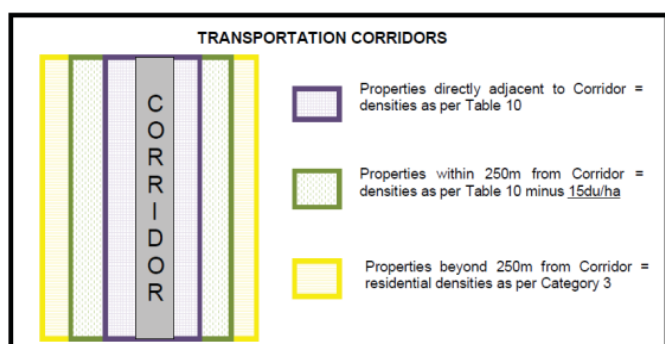 TRANSPORTATION CORRIDORS
CORRIDOR
Properties directly adjacent to Corridor =
densities as per Table 10
Properties within 250m from Corridor =
densities as per Table 10 minus 15du/ha
Properties beyond 250m from Corridor =
residential densities as per Category 3